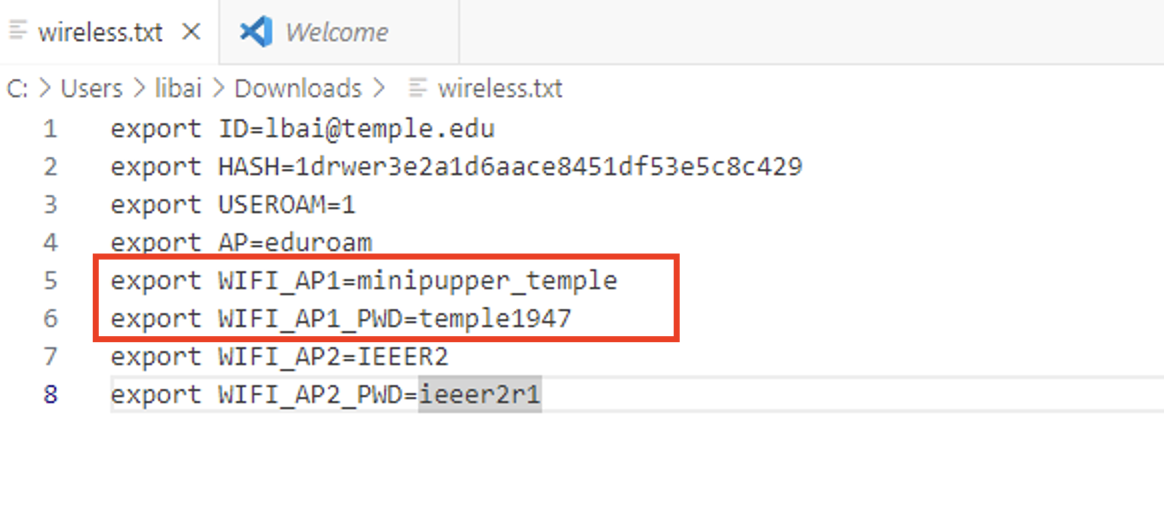 wireless.txt × Welcome
C: > Users > libai > Downloads > wireless.txt
1 export ID=lbai@temple.edu
2 export HASH=1drwer3e2a1d6aace8451df53e5c8c429
3 export USEROAM=1
4 export AP=eduroam
5 export WIFI_AP1=minipupper_temple
6 export WIFI_AP1_PWD=temple1947
7 export WIFI_AP2=IEEER2
8 export WIFI_AP2_PWD=ieeer2r1